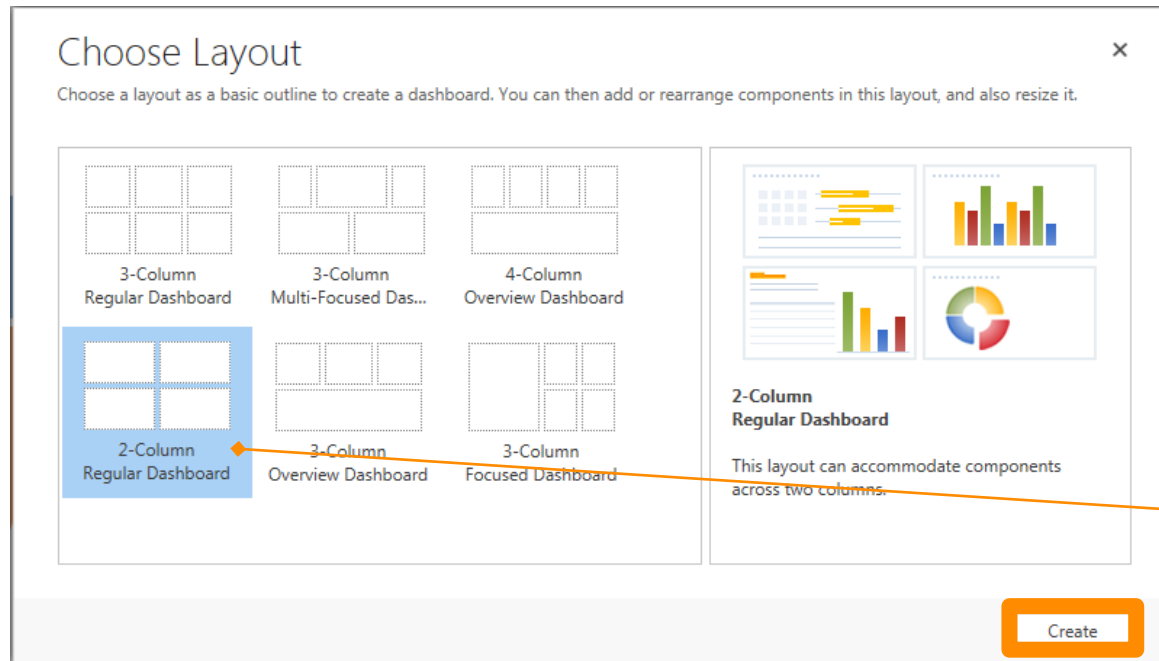 Choose Layout
×
Choose a layout as a basic outline to create a dashboard. You can then add or rearrange components in this layout, and also resize it.
3-Column
Regular Dashboard
3-Column
Multi-Focused Das...
4-Column
Overview Dashboard
2-Column
Regular Dashboard
3-Column
Overview Dashboard
3-Column
Focused Dashboard
2-Column
Regular Dashboard
This layout can accommodate components
across two columns.
Create